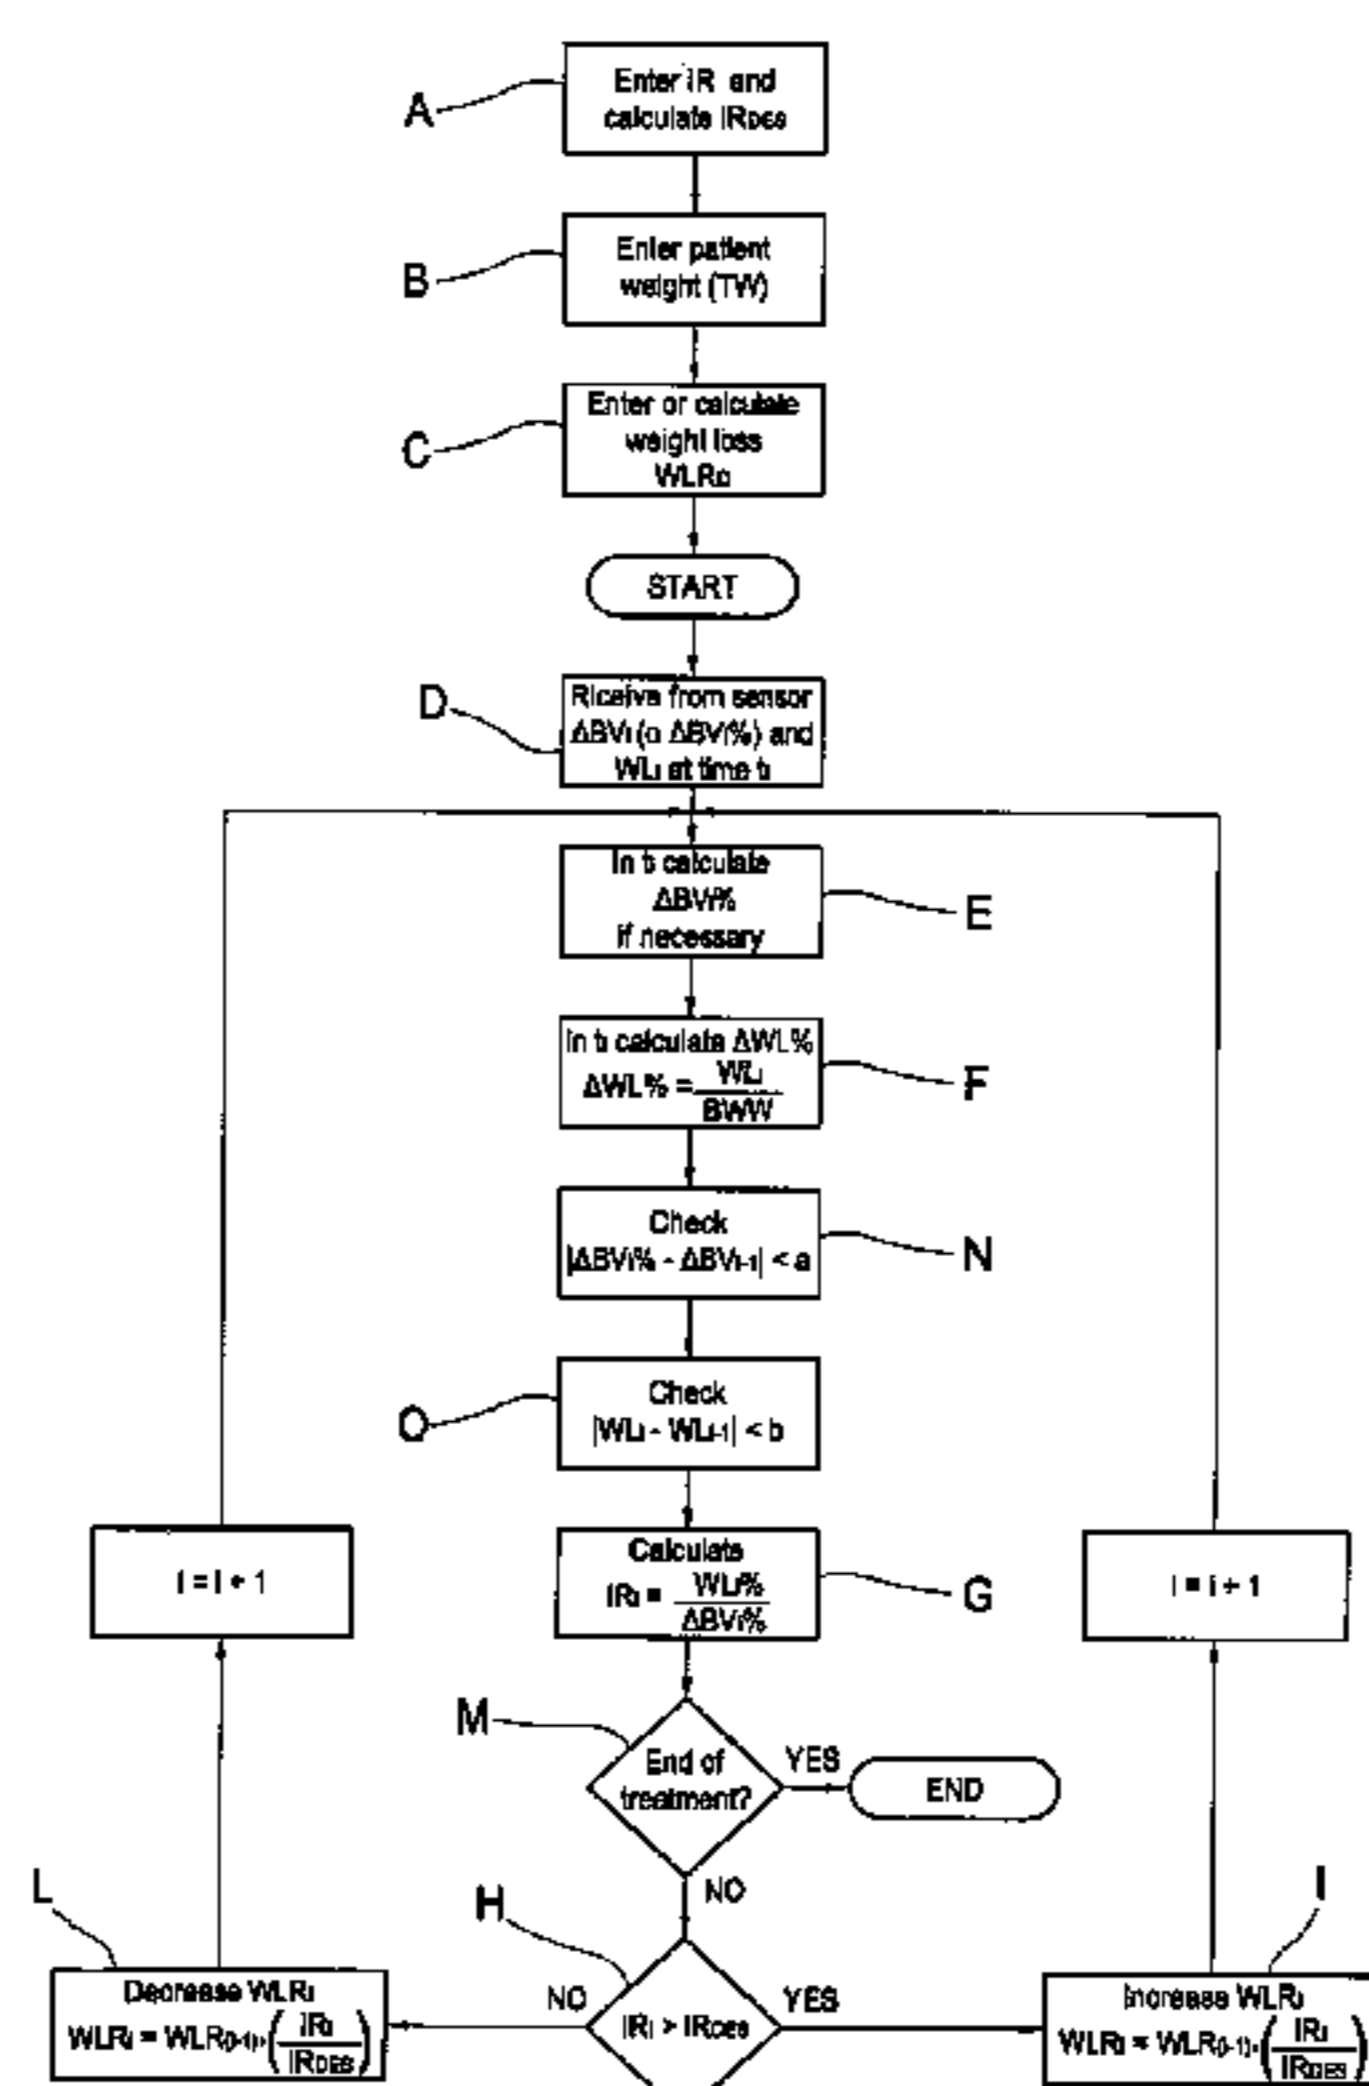 A
Enter IR and
calculate IRDES
B
Enter patient
weight (TW)
C
Enter or calculate
weight loss
WLR0
START
D
Riceive from sensor
ΔBVi (o ΔBVi%) and
WLi at time ti
In ti calculate
ΔBVi%
if necessary
E
In ti calculate ΔWL%
ΔWL% = WLi / BWW
F
Check
|ΔBVi% - ΔBVi-1| < a
N
O
Check
|WLi - WLi-1| < b
i = i + 1
Calculate
IRi = WLi% / ΔBVi%
G
i = i + 1
M
End of
treatment?
YES
END
NO
L
H
I
Decrease WLRi
WLRi = WLR(i-1)·(IRi / IRDES)
NO
IRi > IRDES
YES
Increase WLRi
WLRi = WLR(i-1)·(IRi / IRDES)